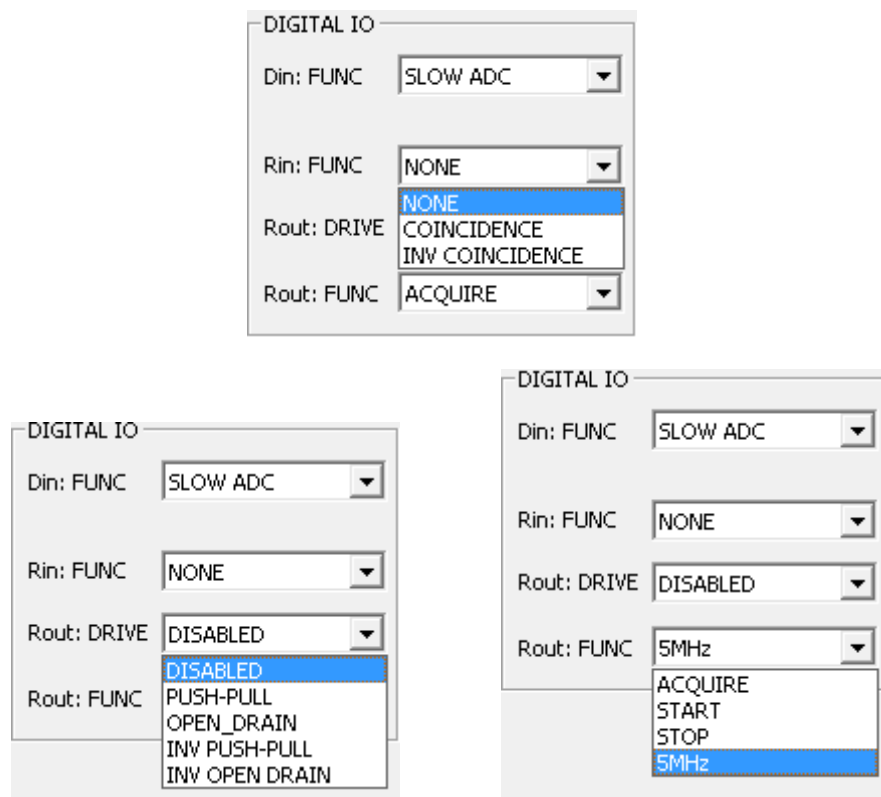 DIGITAL IO
Din: FUNC SLOW ADC
Rin: FUNC NONE
NONE
Rout: DRIVE COINCIDENCE
INV COINCIDENCE
Rout: FUNC ACQUIRE
DIGITAL IO
Din: FUNC SLOW ADC
Rin: FUNC NONE
Rout: DRIVE DISABLED
DISABLED
Rout: FUNC PUSH-PULL
OPEN_DRAIN
INV PUSH-PULL
INV OPEN DRAIN
DIGITAL IO
Din: FUNC SLOW ADC
Rin: FUNC NONE
Rout: DRIVE DISABLED
Rout: FUNC 5MHz
ACQUIRE
START
STOP
5MHz